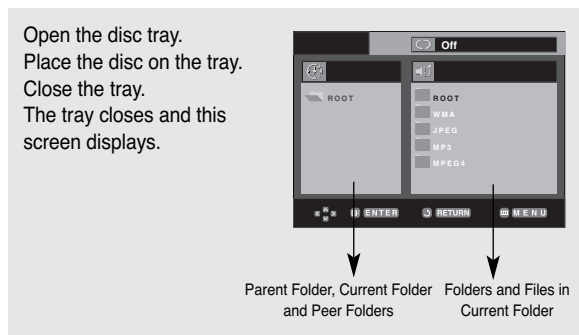 Open the disc tray.
Place the disc on the tray.
Close the tray.
The tray closes and this
screen displays.
Off
ROOT
ROOT
WMA
JPEG
MP3
MPEG4
ENTER
RETURN
MENU
Parent Folder, Current Folder
and Peer Folders
Folders and Files in
Current Folder